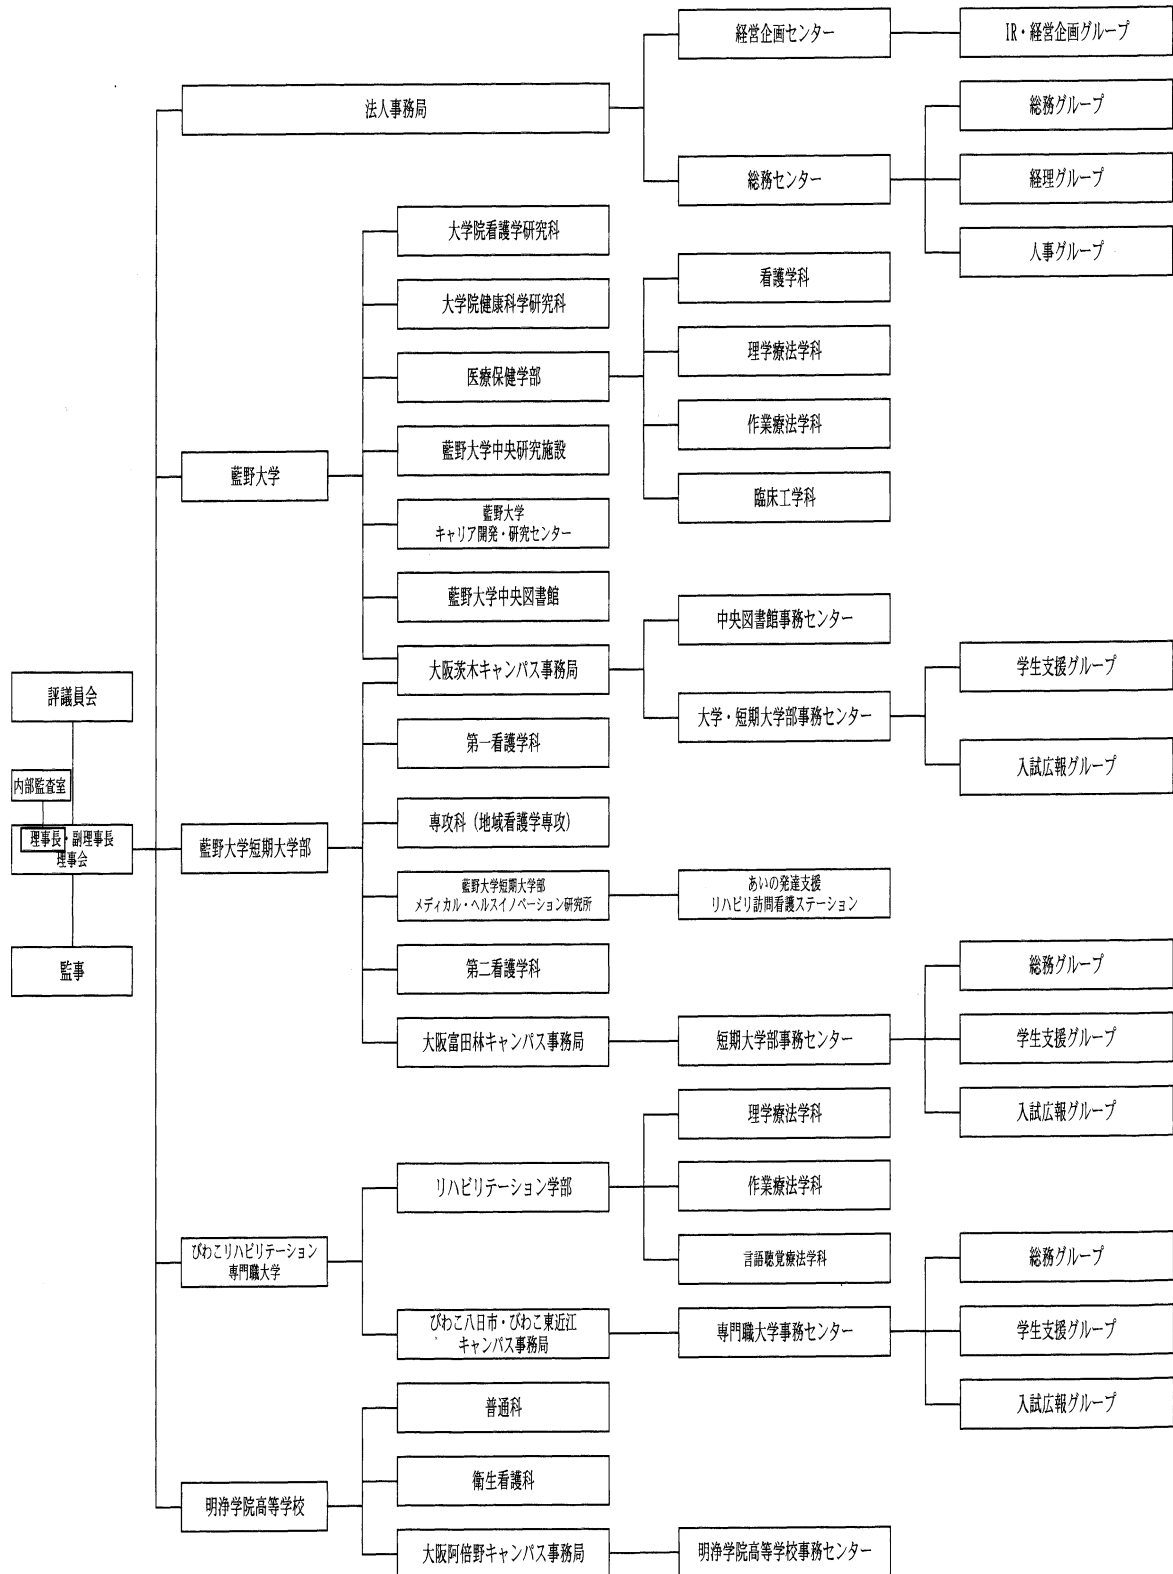 経営企画センター
IR・経営企画グループ
法人事務局
総務グループ
総務センター
経理グループ
人事グループ
大学院看護学研究科
看護学科
大学院健康科学研究科
理学療法学科
医療保健学部
作業療法学科
藍野大学
藍野大学中央研究施設
臨床工学科
藍野大学
キャリア開発・研究センター
藍野大学中央図書館
中央図書館事務センター
大阪茨木キャンパス事務局
学生支援グループ
評議員会
大学・短期大学部事務センター
第一看護学科
入試広報グループ
内部監査室
専攻科（地域看護学専攻）
理事長・副理事長
理事会
藍野大学短期大学部
藍野大学短期大学部
メディカル・ヘルスイノベーション研究所
あいの発達支援
リハビリ訪問看護ステーション
監事
第二看護学科
総務グループ
大阪富田林キャンパス事務局
短期大学部事務センター
学生支援グループ
理学療法学科
入試広報グループ
リハビリテーション学部
作業療法学科
びわこリハビリテーション
専門職大学
言語聴覚療法学科
総務グループ
びわこ八日市・びわこ東近江
キャンパス事務局
専門職大学事務センター
学生支援グループ
普通科
入試広報グループ
衛生看護科
明浄学院高等学校
大阪阿倍野キャンパス事務局
明浄学院高等学校事務センター